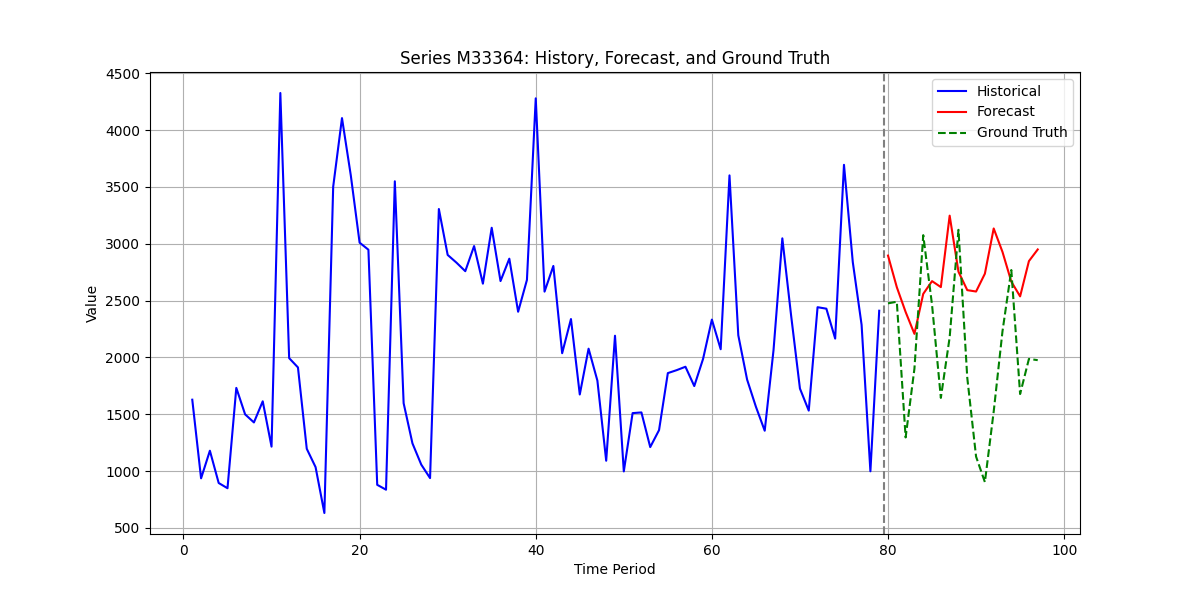 Series M33364: History, Forecast, and Ground Truth
4500
4000
3500
3000
2500
2000
1500
1000
500
Value
Historical
Forecast
Ground Truth
0
20
40
60
80
100
Time Period